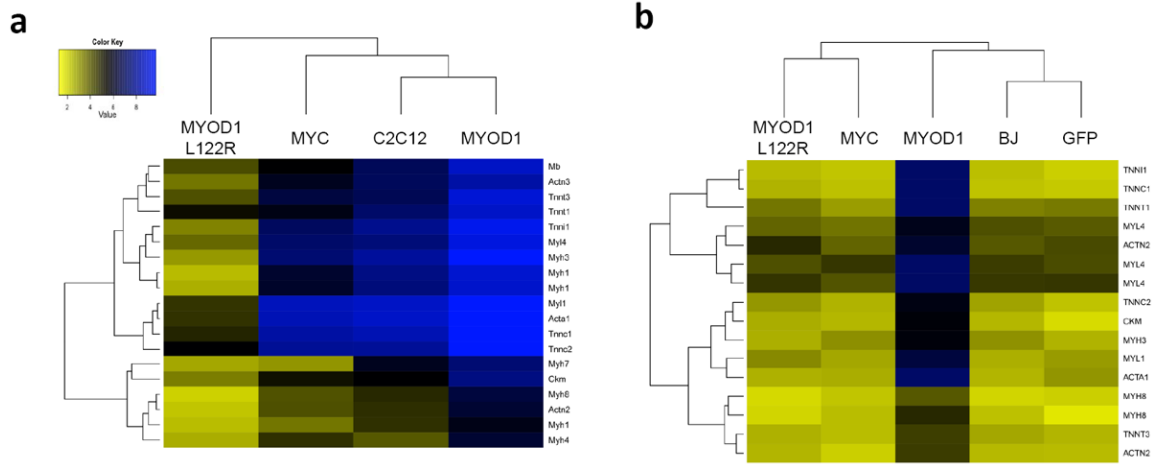 a
b
Color Key
2 4 6 8
Value
MYOD1
L122R
MYC
C2C12
MYOD1
Mb
Actn3
Tnnt3
Tnnt1
Tnni1
Myl4
Myh3
Myh1
Myh1
Myl1
Acta1
Tnnc1
Tnnc2
Myh7
Ckm
Myh8
Actn2
Myh1
Myh4
MYOD1
L122R
MYC
MYOD1
BJ
GFP
TNNI1
TNNC1
TNNT1
MYL4
ACTN2
MYL4
MYL4
TNNC2
CKM
MYH3
MYL1
ACTA1
MYH8
MYH8
TNNT3
ACTN2